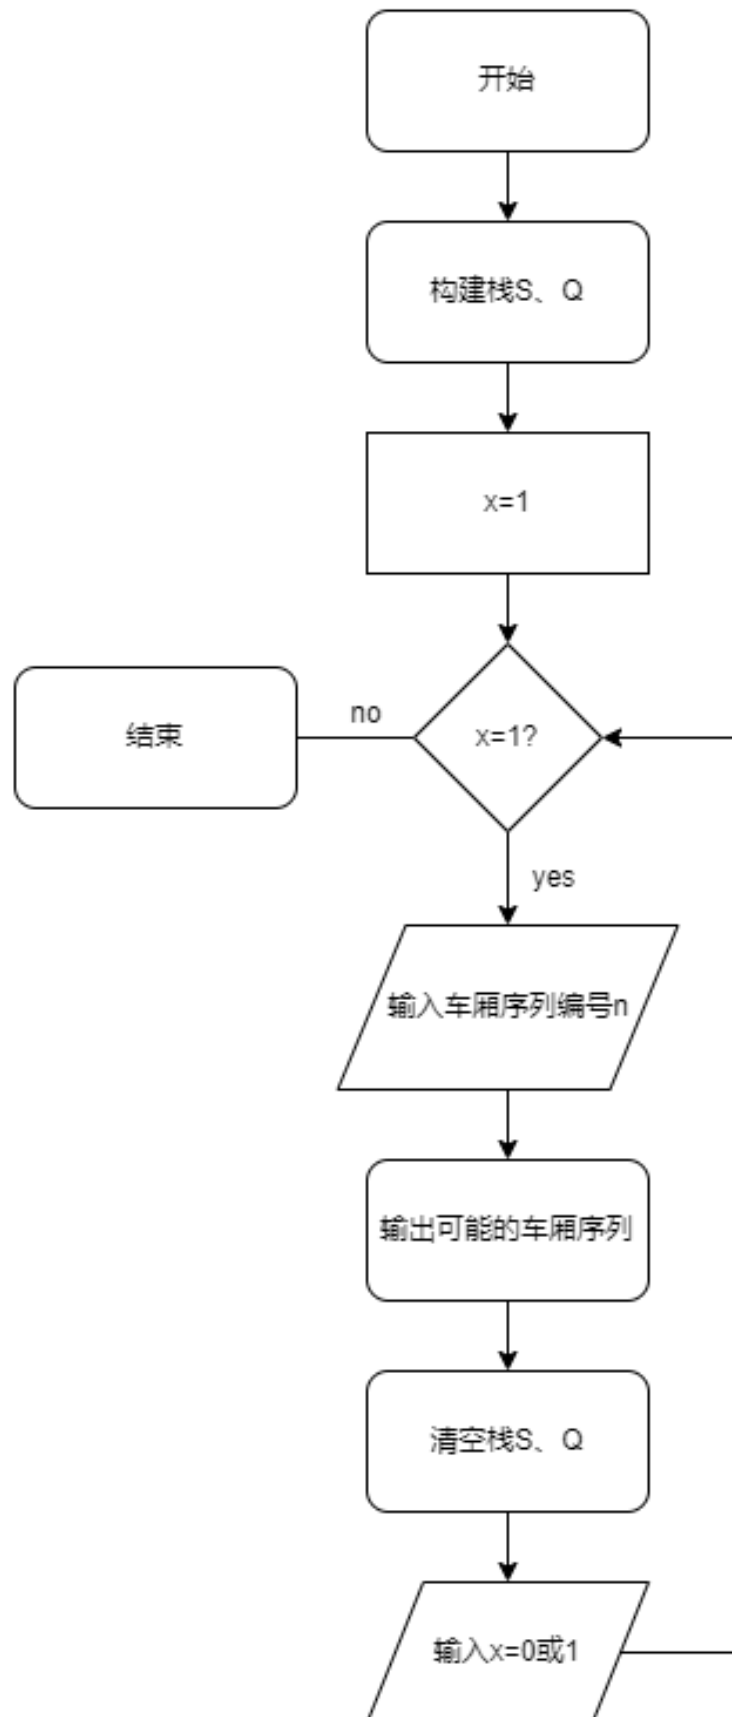 开始
构建栈S、Q
x=1
x=1?
no
结束
yes
输入车厢序列编号n
输出可能的车厢序列
清空栈S、Q
输入x=0或1